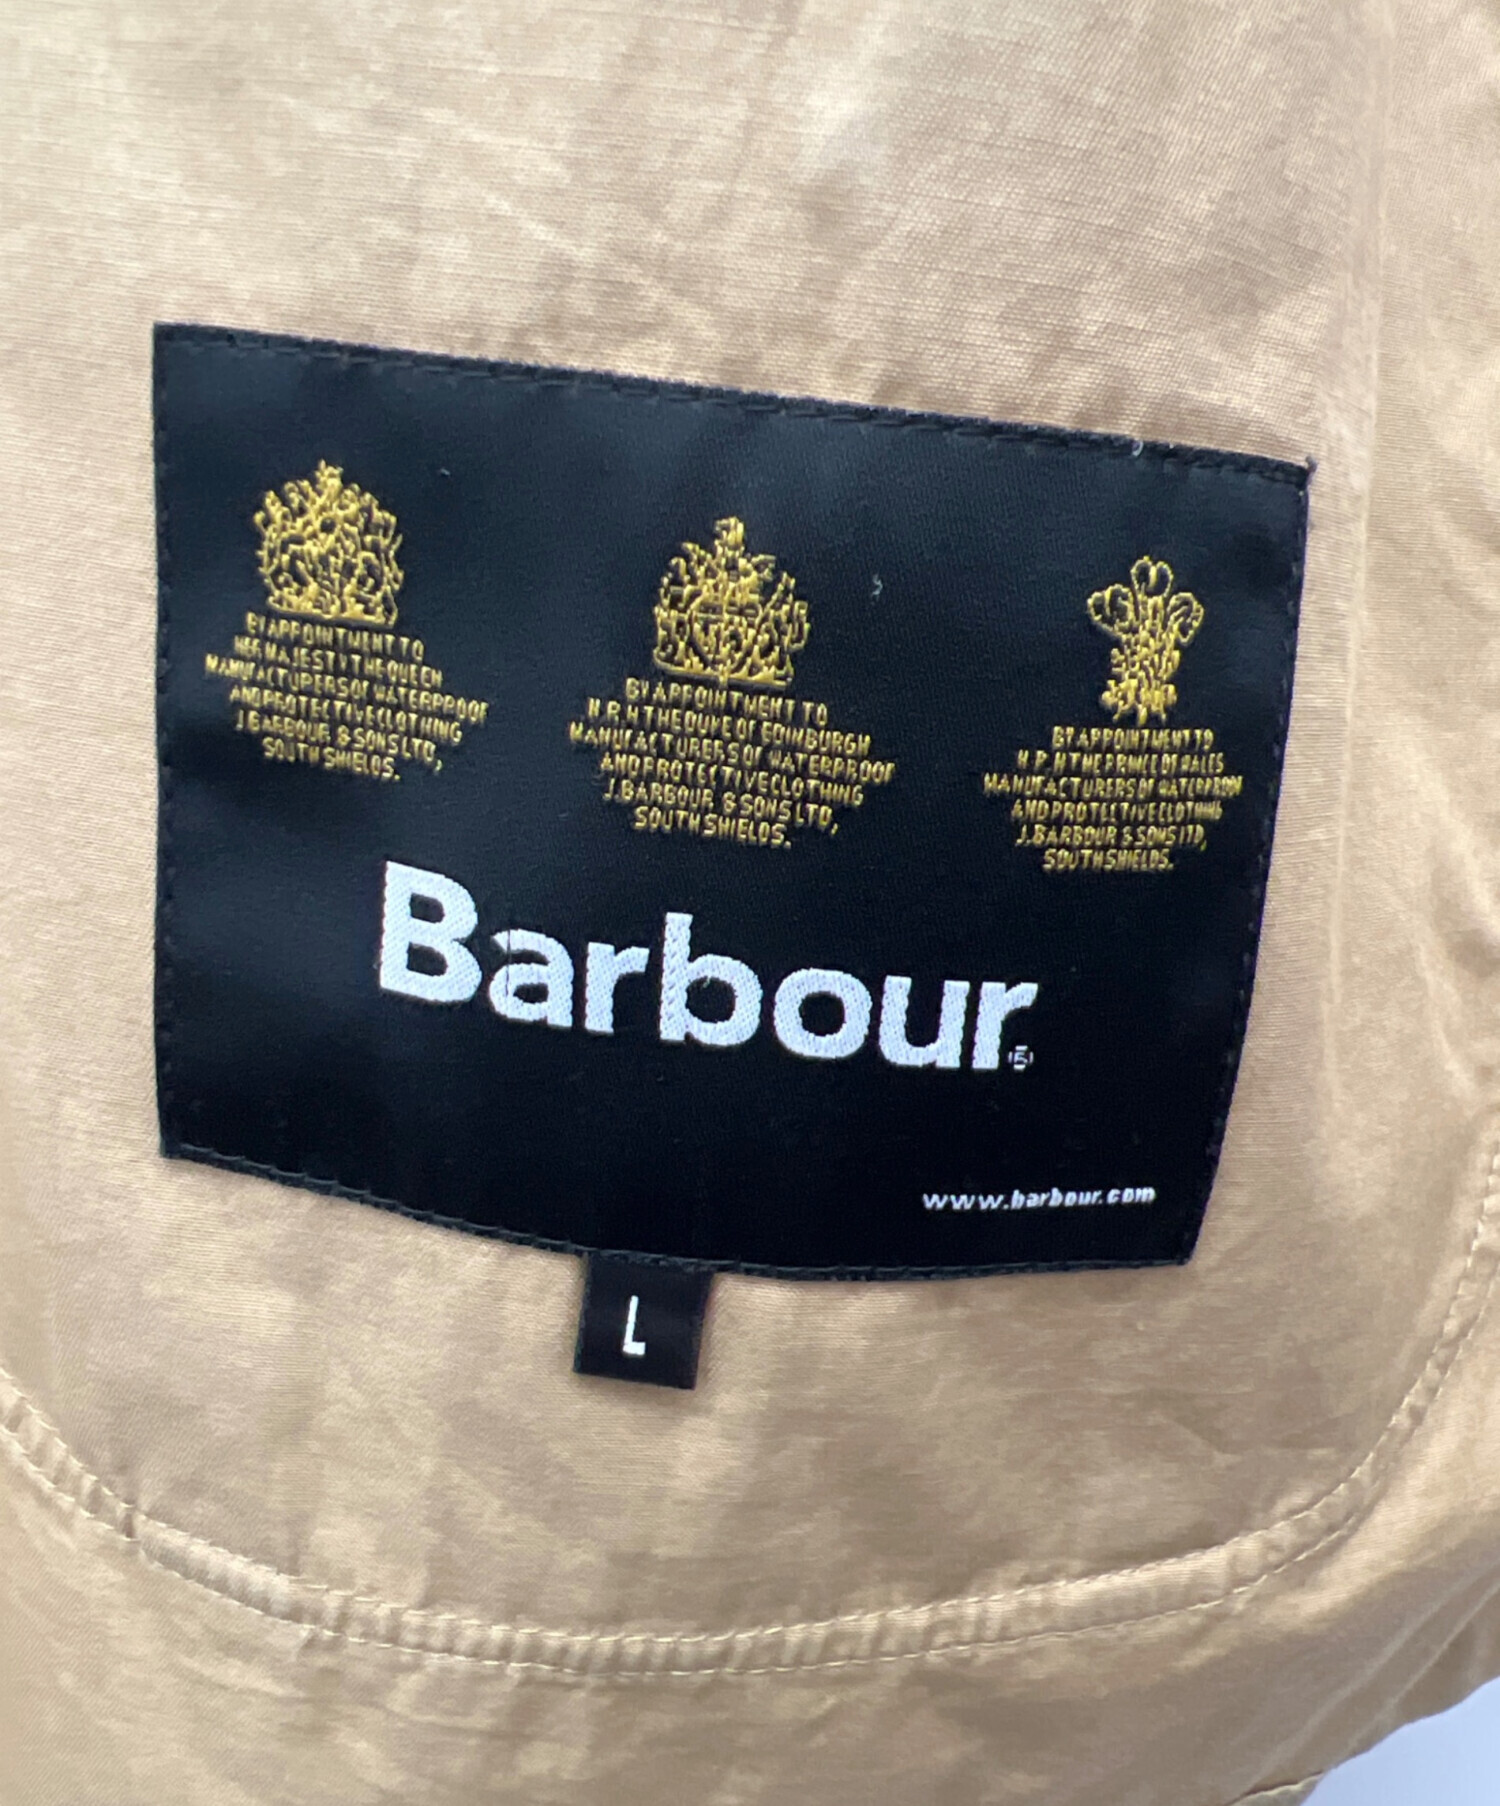 BY APPOINTMENT TO
HER MAJESTY THE QUEEN
MANUFACTURERS OF WATERPROOF
AND PROTECTIVE CLOTHING
J.BARBOUR & SONS LTD,
SOUTH SHIELDS.
BY APPOINTMENT TO
H.R.H THE DUKE OF EDINBURGH
MANUFACTURERS OF WATERPROOF
AND PROTECTIVE CLOTHING
J.BARBOUR & SONS LTD,
SOUTH SHIELDS.
BY APPOINTMENT TO
H.R.H THE PRINCE OF WALES
MANUFACTURERS OF WATERPROOF
AND PROTECTIVE CLOTHING
J.BARBOUR & SONS LTD,
SOUTH SHIELDS.
Barbour®
www.barbour.com
L